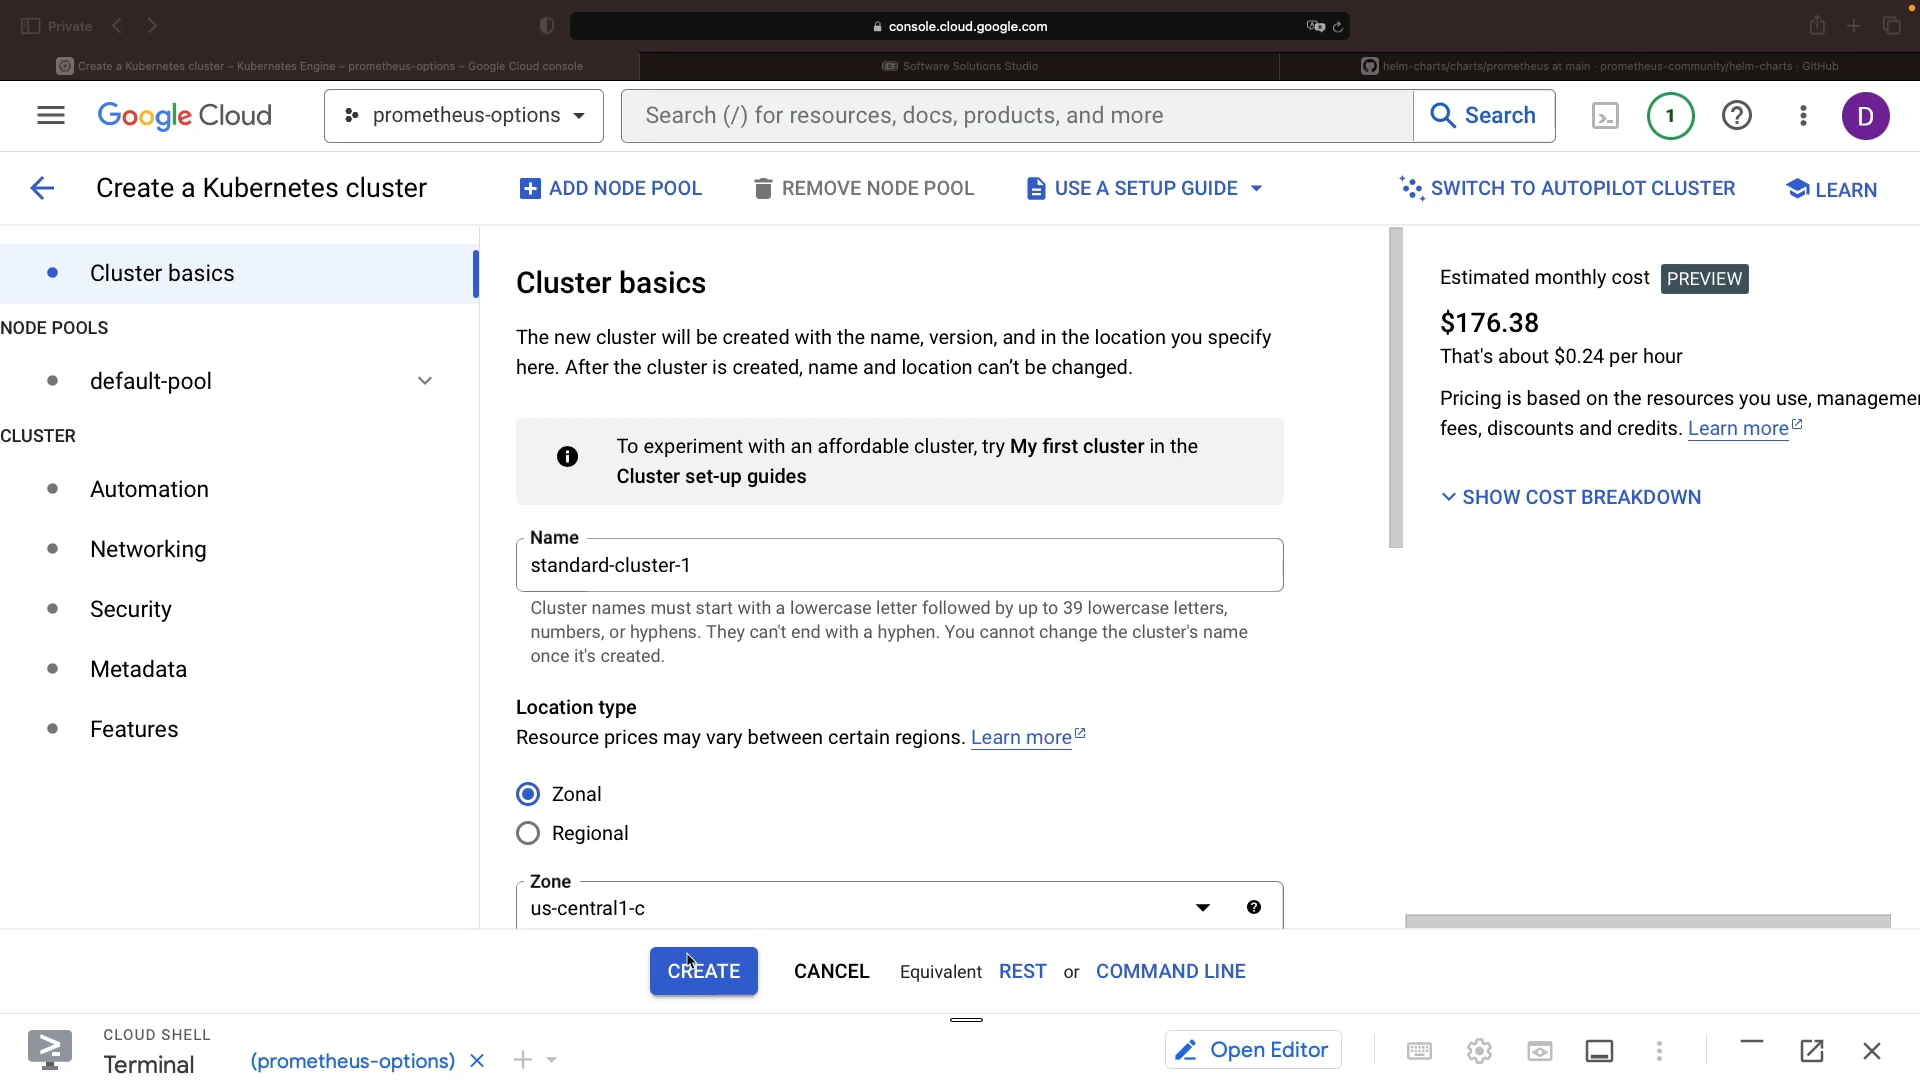 Private
console.cloud.google.com
Create a Kubernetes cluster – Kubernetes Engine – prometheus-options – Google Cloud console
Software Solutions Studio
helm-charts/charts/prometheus at main · prometheus-community/helm-charts · GitHub
Google Cloud
prometheus-options
Search (/) for resources, docs, products, and more
Search
1
D
Create a Kubernetes cluster
ADD NODE POOL
REMOVE NODE POOL
USE A SETUP GUIDE
SWITCH TO AUTOPILOT CLUSTER
LEARN
Cluster basics
NODE POOLS
default-pool
CLUSTER
Automation
Networking
Security
Metadata
Features
Cluster basics
The new cluster will be created with the name, version, and in the location you specify
here. After the cluster is created, name and location can’t be changed.
To experiment with an affordable cluster, try My first cluster in the
Cluster set-up guides
Name
standard-cluster-1
Cluster names must start with a lowercase letter followed by up to 39 lowercase letters,
numbers, or hyphens. They can't end with a hyphen. You cannot change the cluster's name
once it's created.
Location type
Resource prices may vary between certain regions. Learn more
Zonal
Regional
Zone
us-central1-c
Estimated monthly cost PREVIEW
$176.38
That's about $0.24 per hour
Pricing is based on the resources you use, managemen
fees, discounts and credits. Learn more
SHOW COST BREAKDOWN
CREATE
CANCEL
Equivalent REST or COMMAND LINE
CLOUD SHELL
Terminal
(prometheus-options)
Open Editor